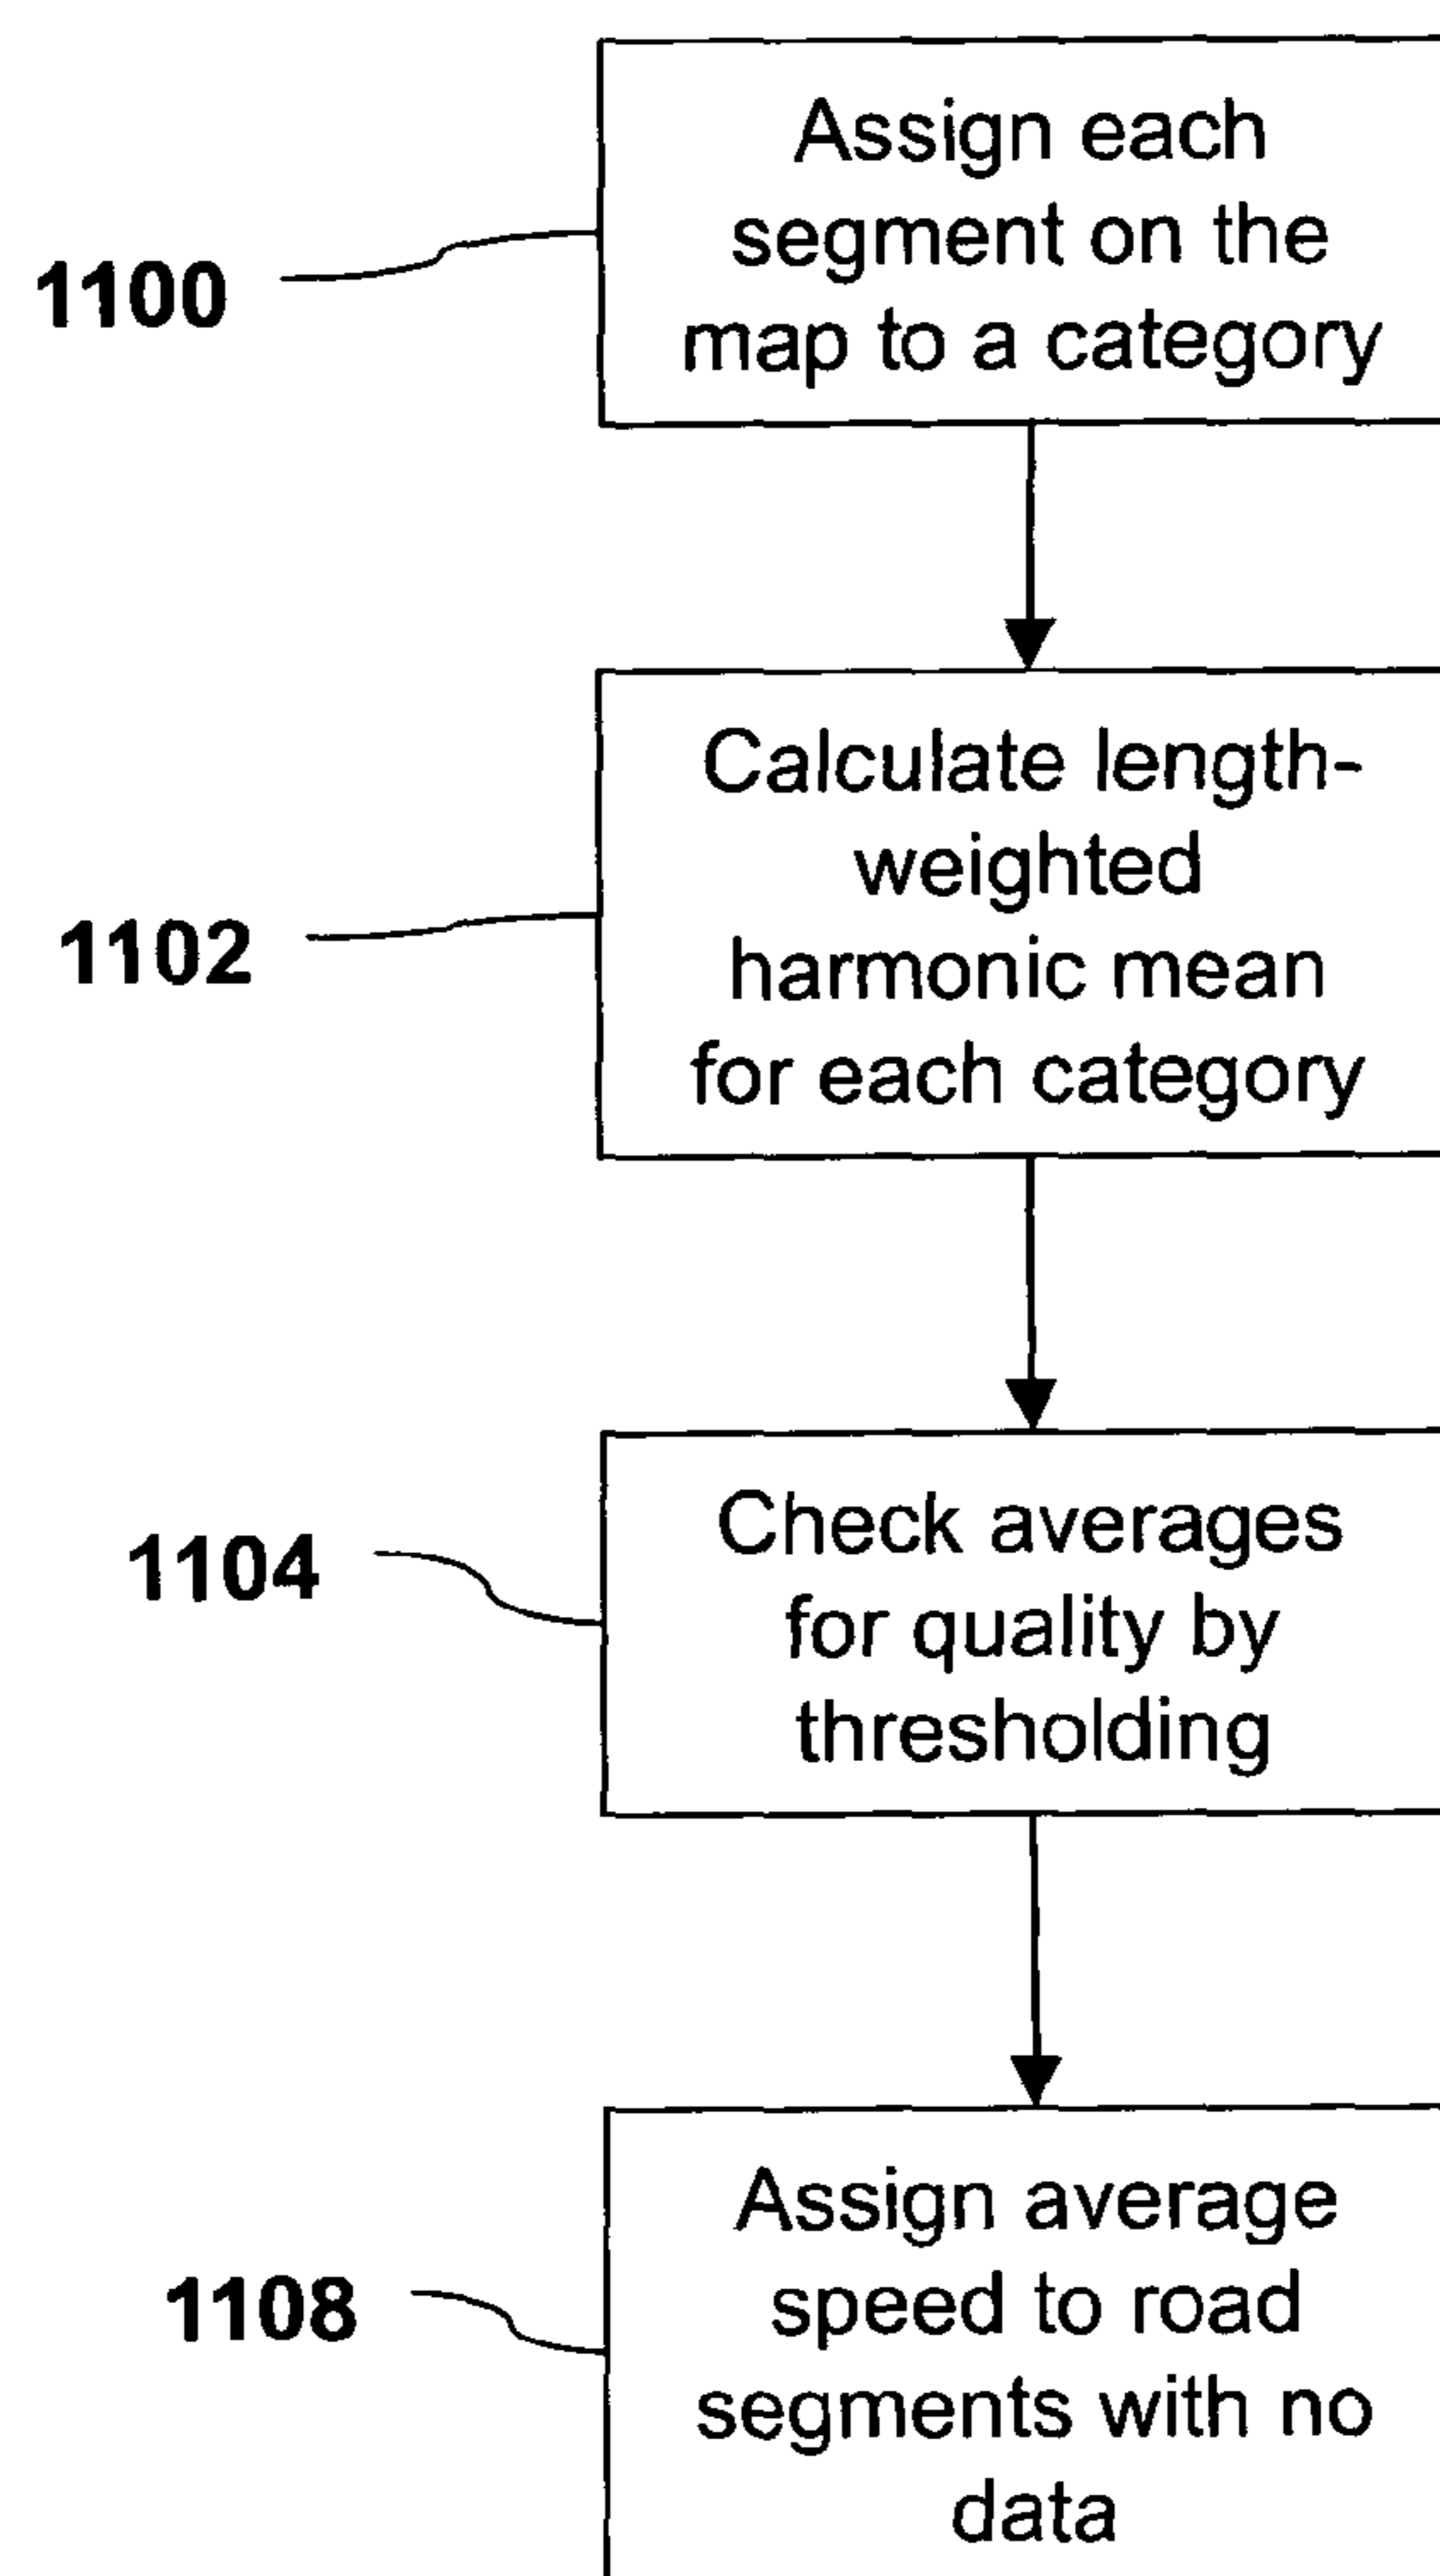 Assign each
segment on the
map to a category
1100
Calculate length-
weighted
harmonic mean
for each category
1102
Check averages
for quality by
thresholding
1104
Assign average
speed to road
segments with no
data
1108